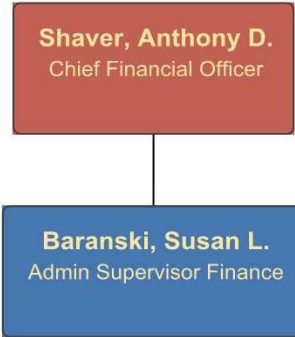 Shaver, Anthony D.
Chief Financial Officer
Baranski, Susan L.
Admin Supervisor Finance